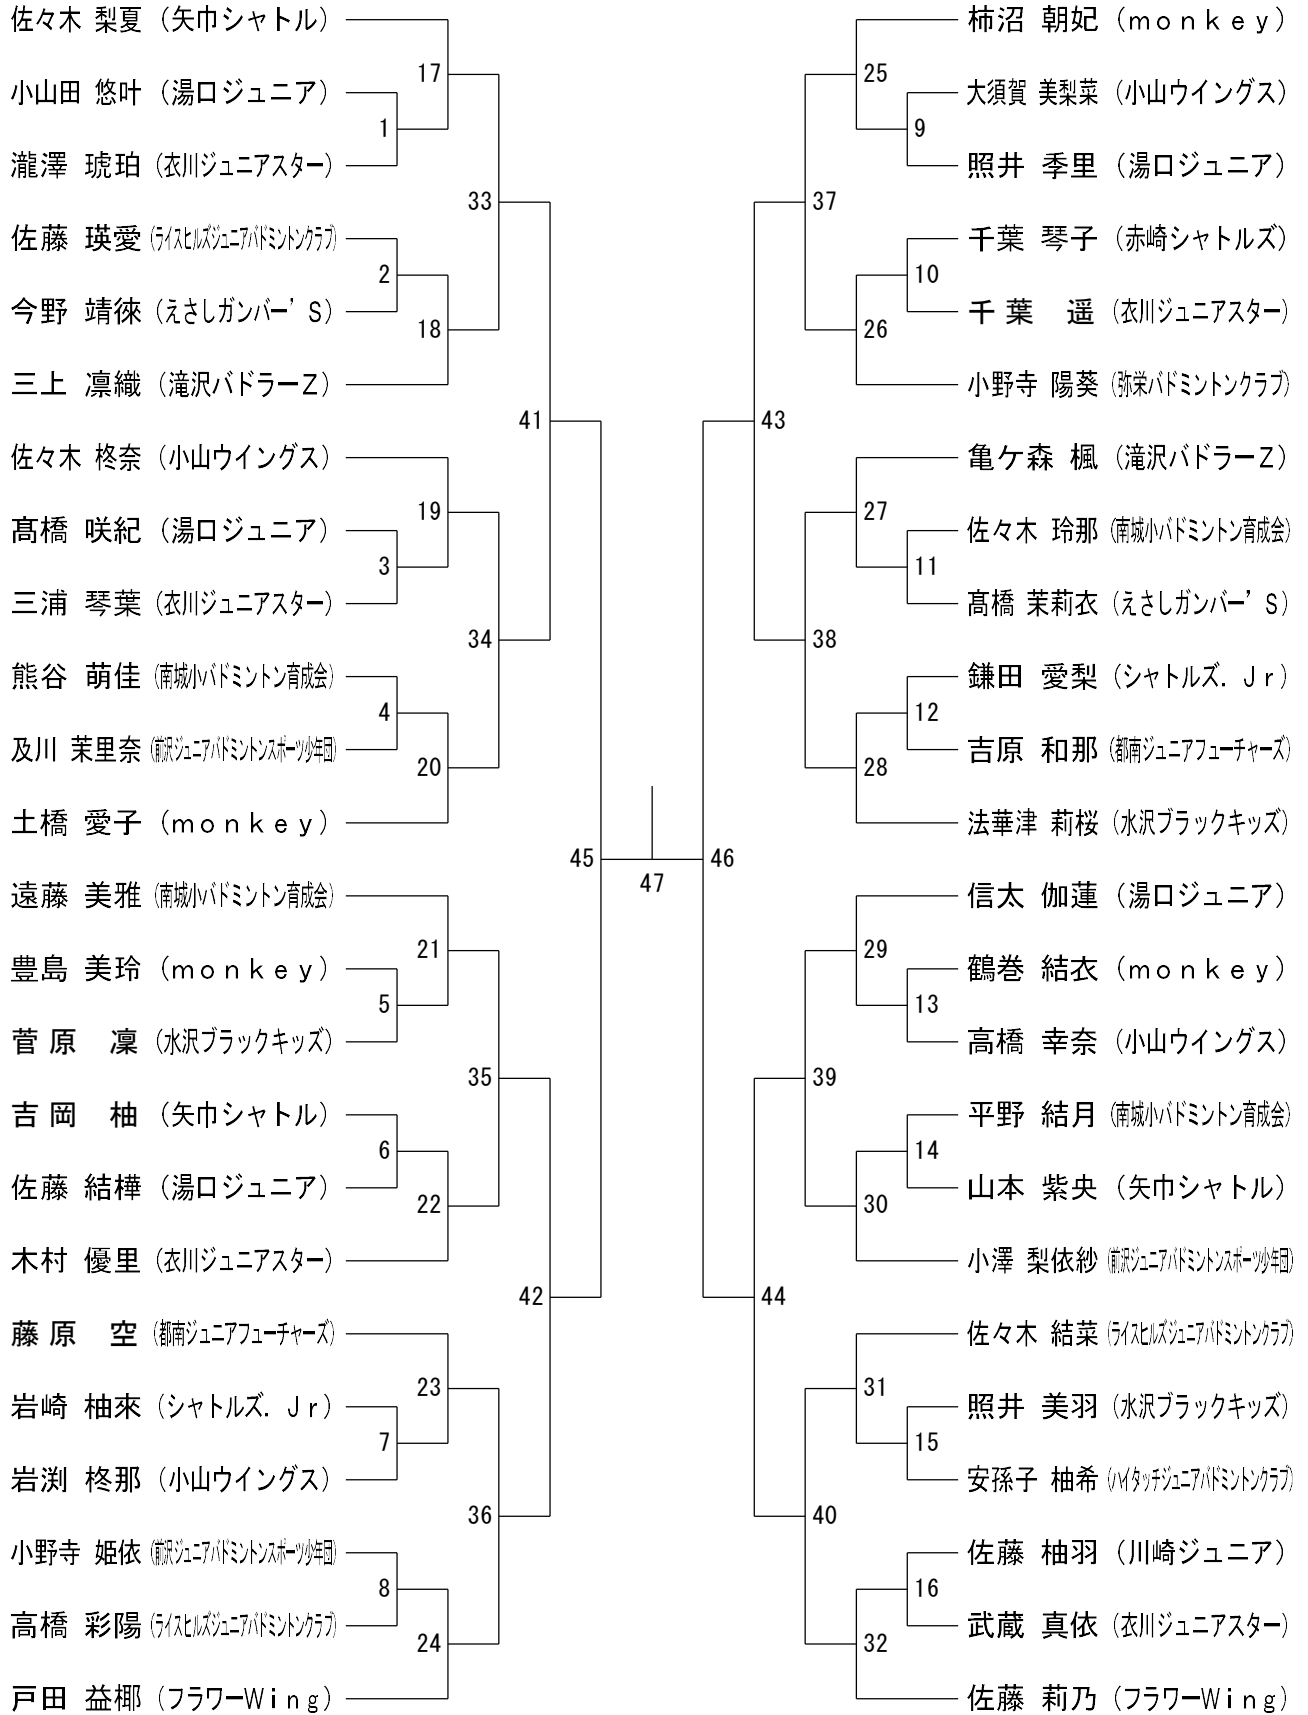 佐々木 梨夏 (矢巾シャトル)
17
小山田 悠叶 (湯口ジュニア)
1
瀧澤 琥珀 (衣川ジュニアスター)
33
佐藤 瑛愛 (ライスヒルズジュニアバドミントンクラブ)
2
今野 靖徠 (えさしガンバー’S)
18
三上 凛織 (滝沢バドラーZ)
41
佐々木 柊奈 (小山ウイングス)
19
髙橋 咲紀 (湯口ジュニア)
3
三浦 琴葉 (衣川ジュニアスター)
34
熊谷 萌佳 (南城小バドミントン育成会)
4
及川 茉里奈 (前沢ジュニアバドミントンスポーツ少年団)
20
土橋 愛子 (monkey)
45
遠藤 美雅 (南城小バドミントン育成会)
21
豊島 美玲 (monkey)
5
菅原 凜 (水沢ブラックキッズ)
35
吉岡 柚 (矢巾シャトル)
6
佐藤 結樺 (湯口ジュニア)
22
木村 優里 (衣川ジュニアスター)
42
藤原 空 (都南ジュニアフューチャーズ)
23
岩崎 柚來 (シャトルズ.Jr)
7
岩渕 柊那 (小山ウイングス)
36
小野寺 姫依 (前沢ジュニアバドミントンスポーツ少年団)
8
高橋 彩陽 (ライスヒルズジュニアバドミントンクラブ)
24
戸田 益椰 (フラワーWing)
47
柿沼 朝妃 (monkey)
25
大須賀 美梨菜 (小山ウイングス)
9
照井 季里 (湯口ジュニア)
37
千葉 琴子 (赤崎シャトルズ)
10
千葉 遥 (衣川ジュニアスター)
26
小野寺 陽葵 (弥栄バドミントンクラブ)
43
亀ケ森 楓 (滝沢バドラーZ)
27
佐々木 玲那 (南城小バドミントン育成会)
11
髙橋 茉莉衣 (えさしガンバー’S)
38
鎌田 愛梨 (シャトルズ.Jr)
12
吉原 和那 (都南ジュニアフューチャーズ)
28
法華津 莉桜 (水沢ブラックキッズ)
46
信太 伽蓮 (湯口ジュニア)
29
鶴巻 結衣 (monkey)
13
高橋 幸奈 (小山ウイングス)
39
平野 結月 (南城小バドミントン育成会)
14
山本 紫央 (矢巾シャトル)
30
小澤 梨依紗 (前沢ジュニアバドミントンスポーツ少年団)
44
佐々木 結菜 (ライスヒルズジュニアバドミントンクラブ)
31
照井 美羽 (水沢ブラックキッズ)
15
安孫子 柚希 (ハイタッチジュニアバドミントンクラブ)
40
佐藤 柚羽 (川崎ジュニア)
16
武蔵 真依 (衣川ジュニアスター)
32
佐藤 莉乃 (フラワーWing)